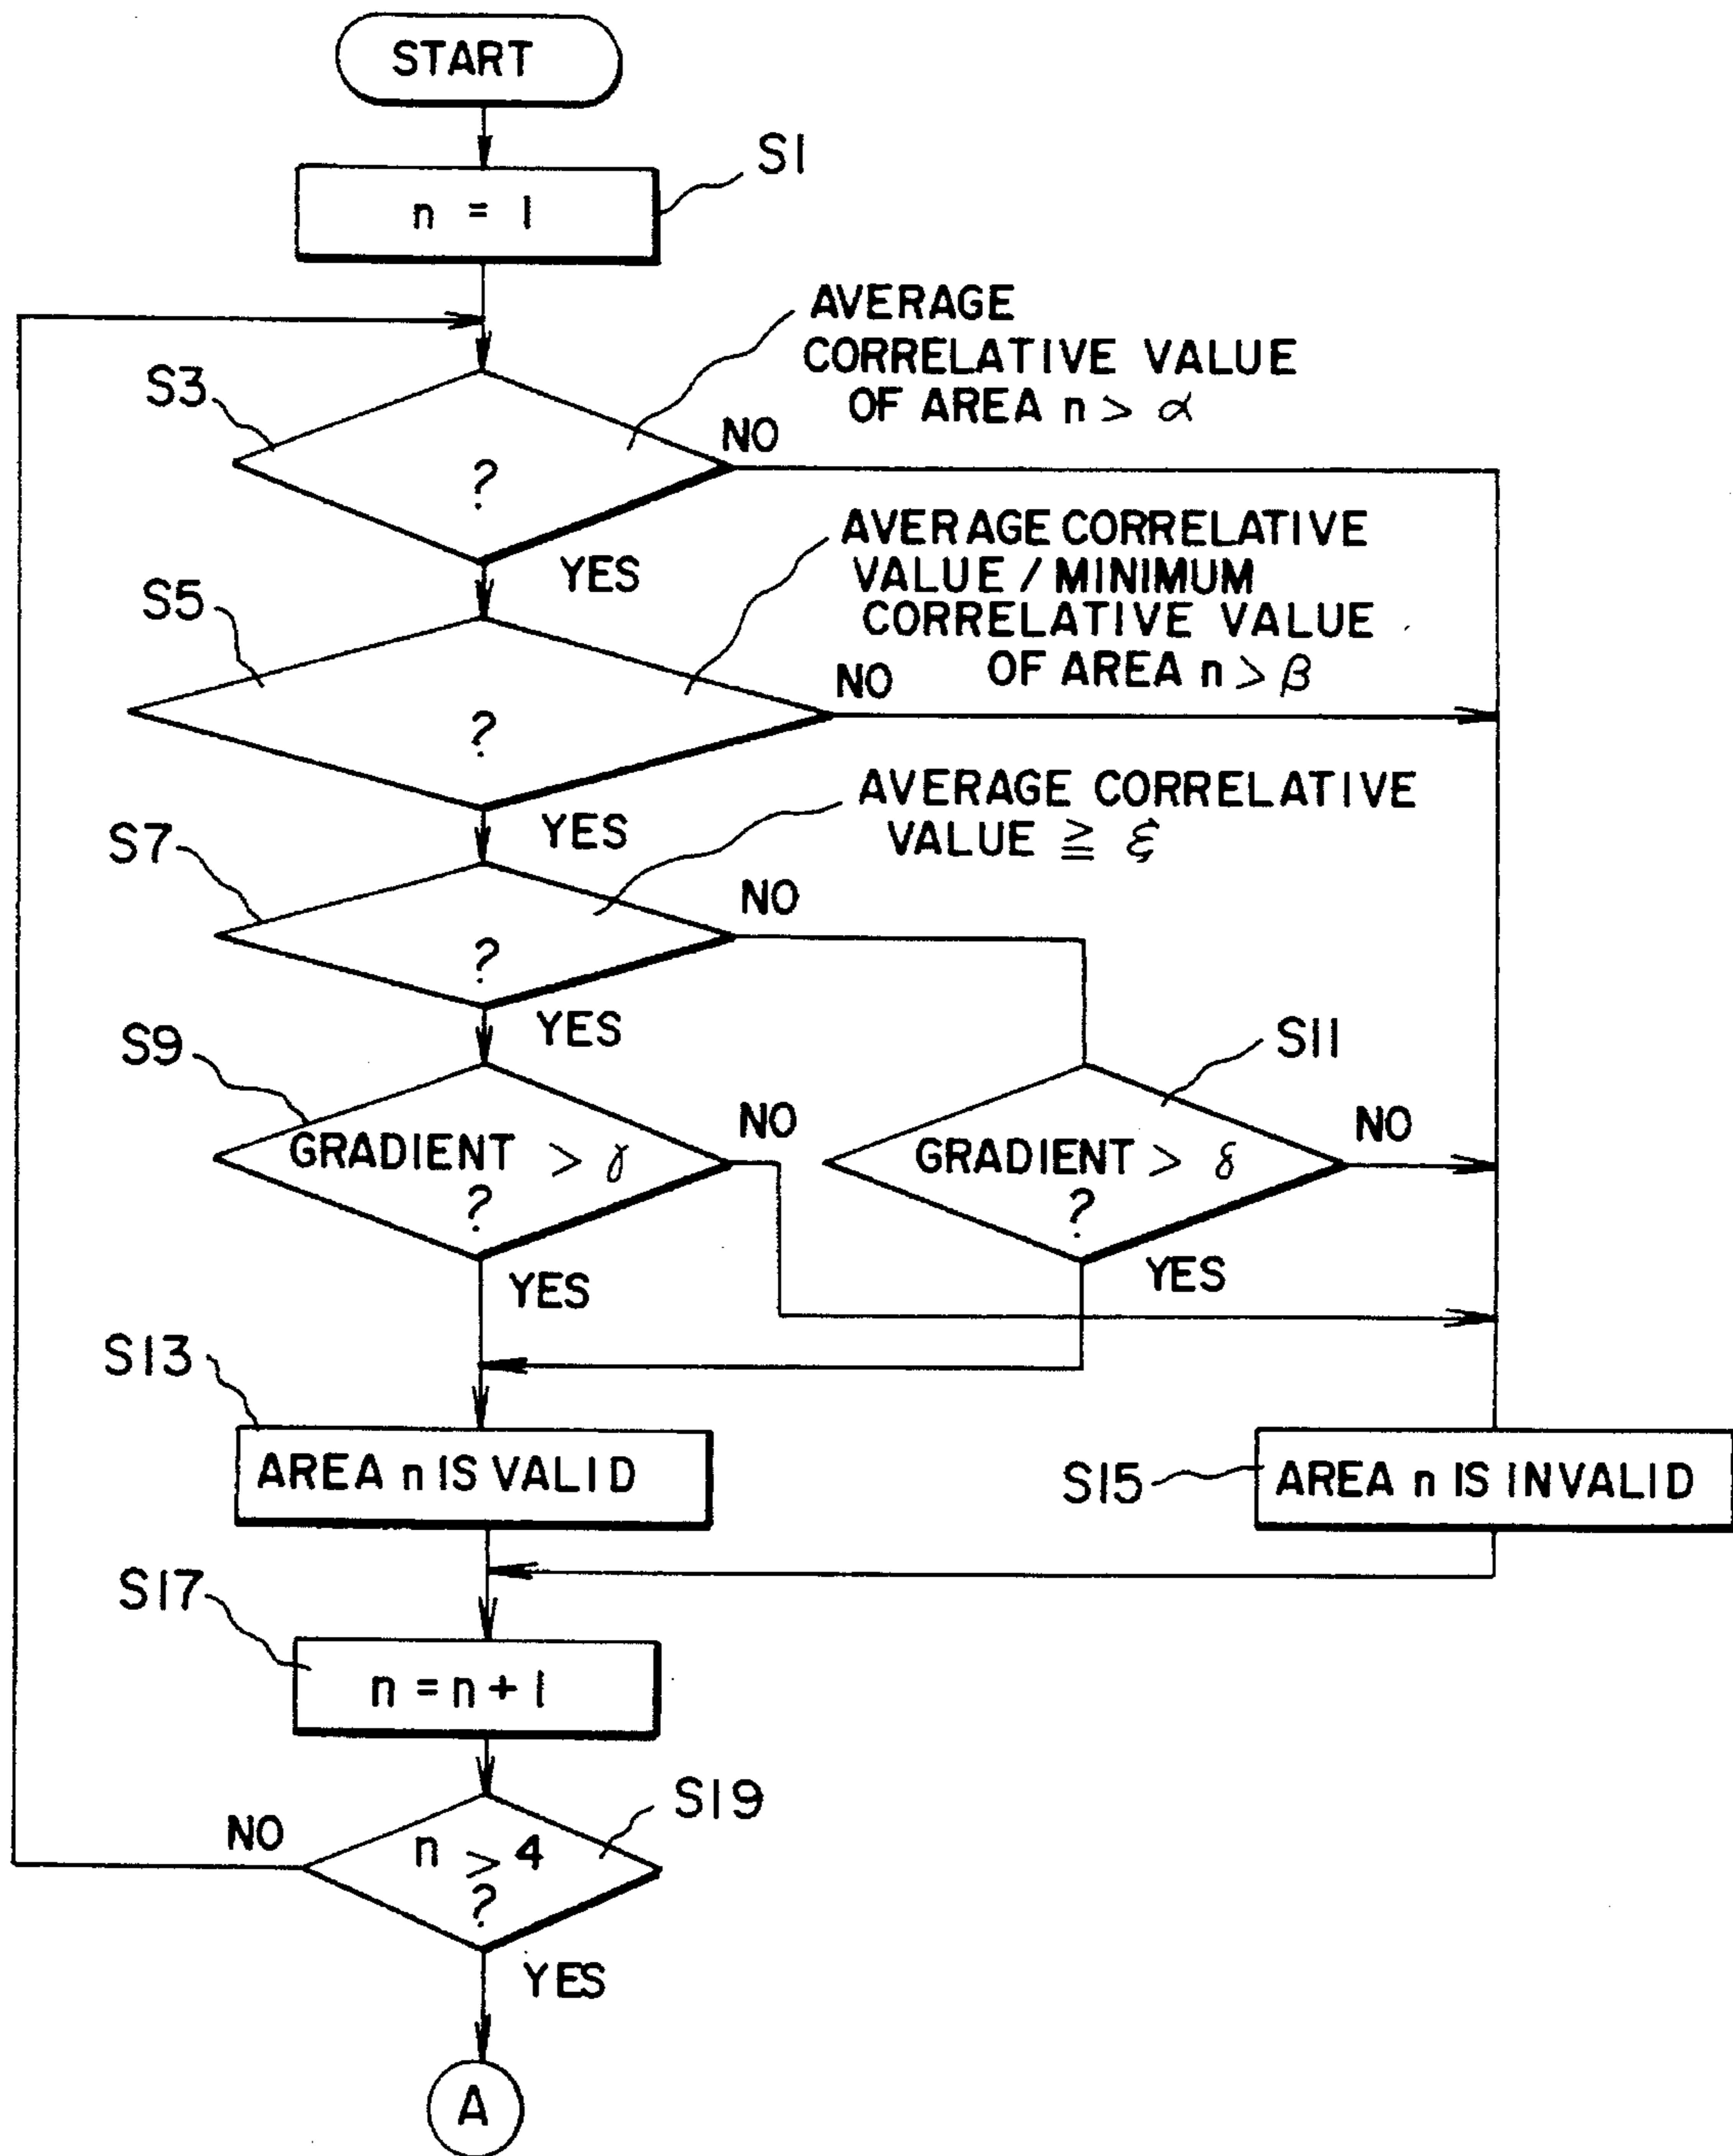 START
S1
n = 1
AVERAGE
CORRELATIVE VALUE
OF AREA n > α
S3
NO
?
YES
AVERAGE CORRELATIVE
VALUE / MINIMUM
CORRELATIVE VALUE
OF AREA n > β
S5
NO
?
YES
AVERAGE CORRELATIVE
VALUE ≧ ξ
S7
NO
?
YES
S9
GRADIENT > γ
?
NO
YES
S11
GRADIENT > δ
?
NO
YES
S13
AREA n IS VALID
S15
AREA n IS INVALID
S17
n = n + 1
S19
n > 4
?
NO
YES
A